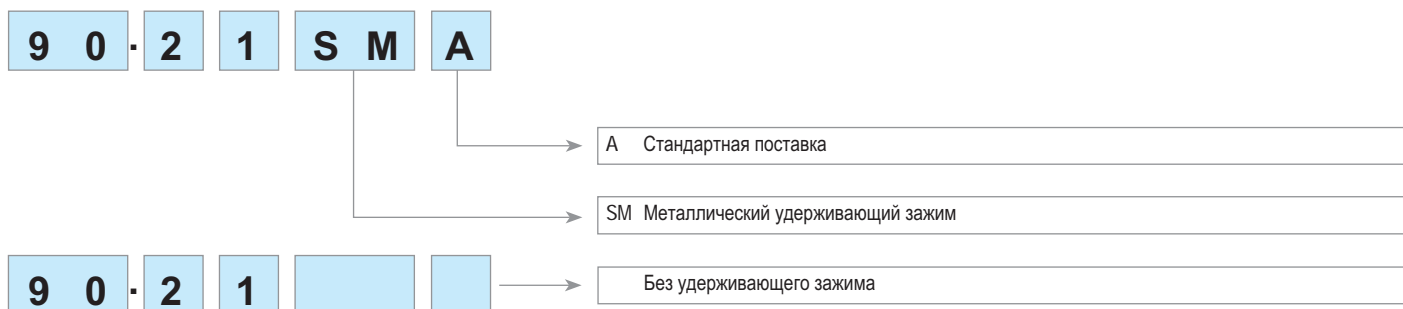 9 0 · 2 1 S M A
A Стандартная поставка
SM Металлический удерживающий зажим
9 0 · 2 1 Без удерживающего зажима